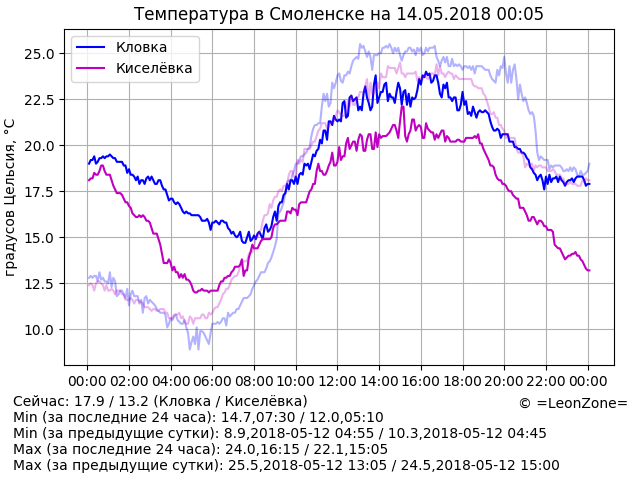 Температура в Смоленске на 14.05.2018 00:05
градусов Цельсия, °C
25.0
22.5
20.0
17.5
15.0
12.5
10.0
Кловка
Киселёвка
00:00 02:00 04:00 06:00 08:00 10:00 12:00 14:00 16:00 18:00 20:00 22:00 00:00
© =LeonZone=
Сейчас: 17.9 / 13.2 (Кловка / Киселёвка)
Min (за последние 24 часа): 14.7,07:30 / 12.0,05:10
Min (за предыдущие сутки): 8.9,2018-05-12 04:55 / 10.3,2018-05-12 04:45
Max (за последние 24 часа): 24.0,16:15 / 22.1,15:05
Max (за предыдущие сутки): 25.5,2018-05-12 13:05 / 24.5,2018-05-12 15:00